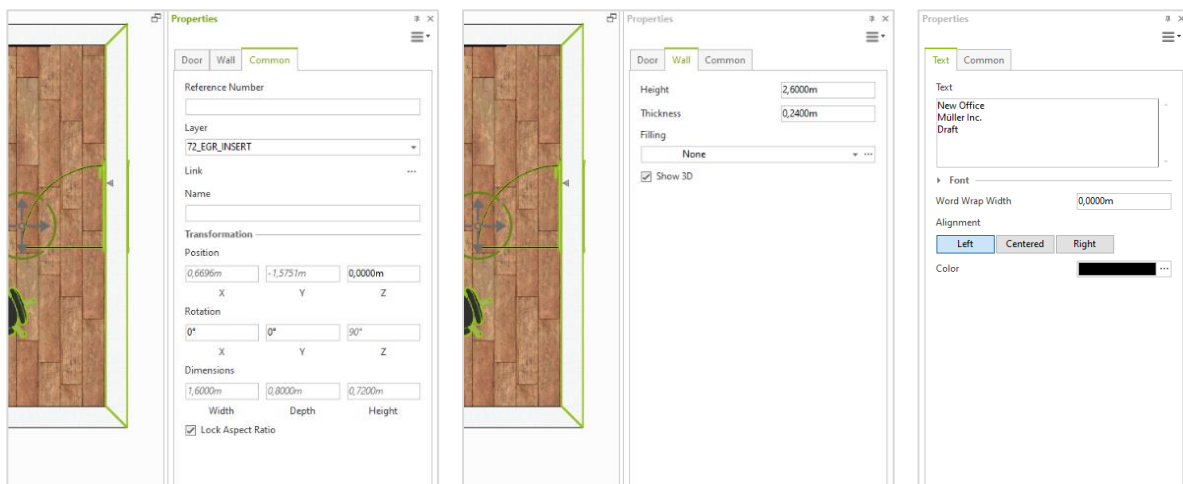 Properties
Door Wall Common
Reference Number
Layer
72_EGR_INSERT
Link
Name
Transformation
Position
0,6696m -1,5751m 0,0000m
X Y Z
Rotation
0° 0° 90°
X Y Z
Dimensions
1,6000m 0,8000m 0,7200m
Width Depth Height
Lock Aspect Ratio
Properties
Door Wall Common
Height 2,6000m
Thickness 0,2400m
Filling
None
Show 3D
Properties
Text Common
Text
New Office
Müller Inc.
Draft
Font
Word Wrap Width 0,0000m
Alignment
Left Centered Right
Color